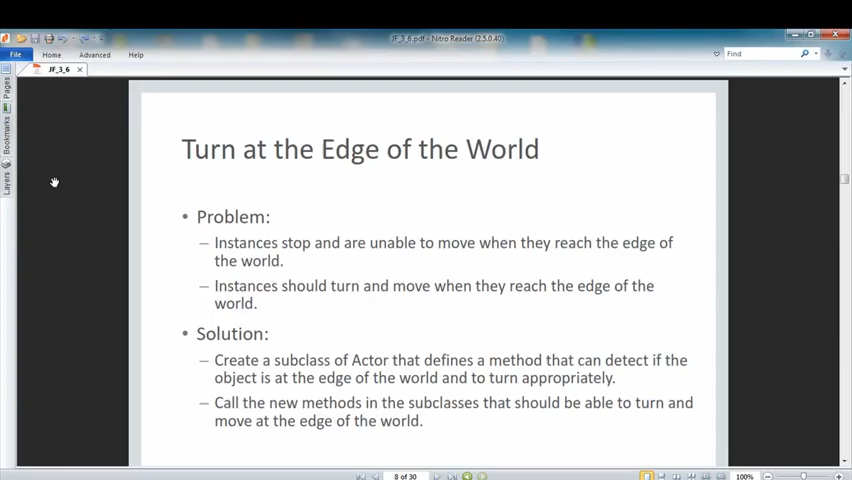 JF_3_6.pdf - Nitro Reader (2.5.0.40)
File Home Advanced Help
Find
JF_3_6
Pages
Bookmarks
Layers
Turn at the Edge of the World
• Problem:
– Instances stop and are unable to move when they reach the edge of
the world.
– Instances should turn and move when they reach the edge of the
world.
• Solution:
– Create a subclass of Actor that defines a method that can detect if the
object is at the edge of the world and to turn appropriately.
– Call the new methods in the subclasses that should be able to turn and
move at the edge of the world.
8 of 30
100%